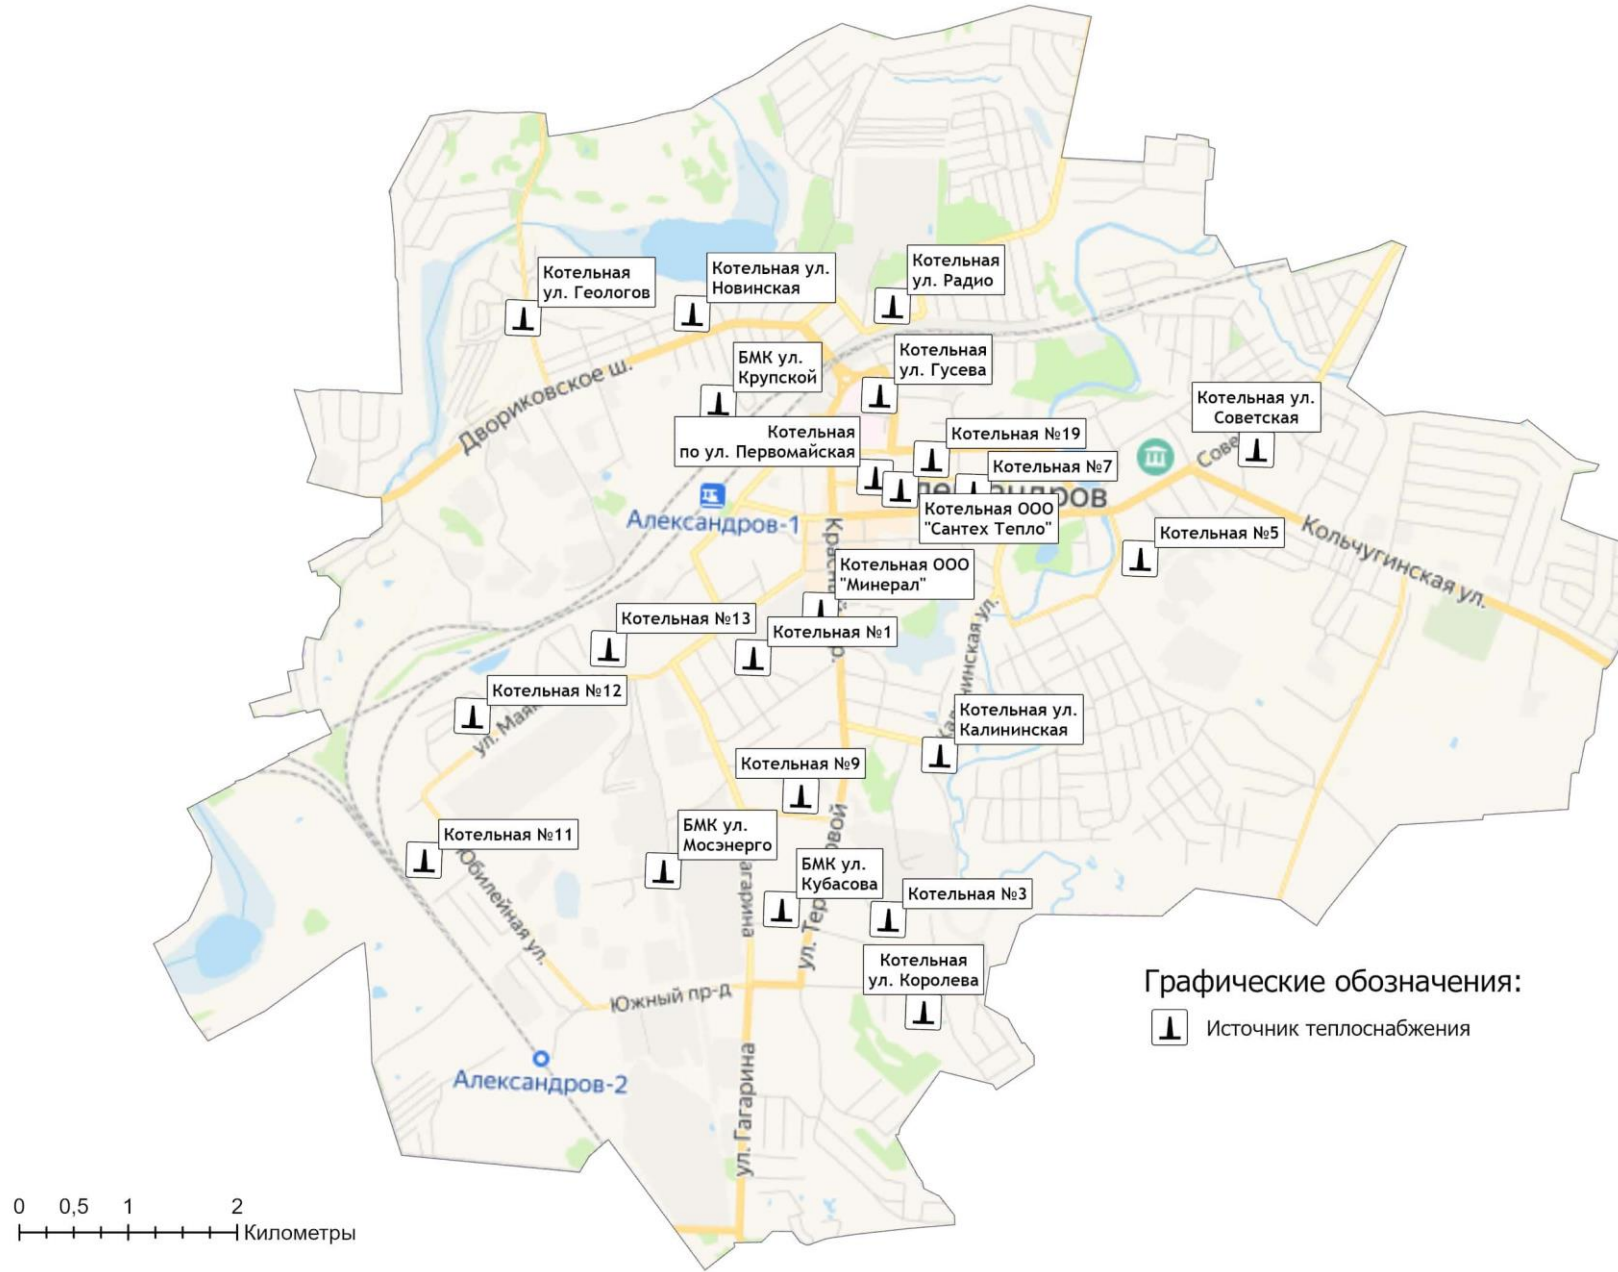 Котельная
ул. Геологов
Котельная ул.
Новинская
Котельная
ул. Радио
БМК ул.
Крупской
Котельная
ул. Гусева
Двориковское ш.
Котельная ул.
Советская
Котельная
по ул. Первомайская
Котельная №19
Котельная №7
Котельная ООО
"Сантех Тепло"
Александров-1
Котельная №5
Кольчугинская ул.
Котельная ООО
"Минерал"
Котельная №13
Котельная №1
Котельная №12
ул.
Котельная ул.
Калининская
Котельная №9
Котельная №11
БМК ул.
Мосэнерго
БМК ул.
Кубасова
Котельная №3
Юбилейная ул.
Котельная
ул. Королева
Южный пр-д
Александров-2
ул. Гагарина
Графические обозначения:
Источник теплоснабжения
0 0,5 1 2
Километры